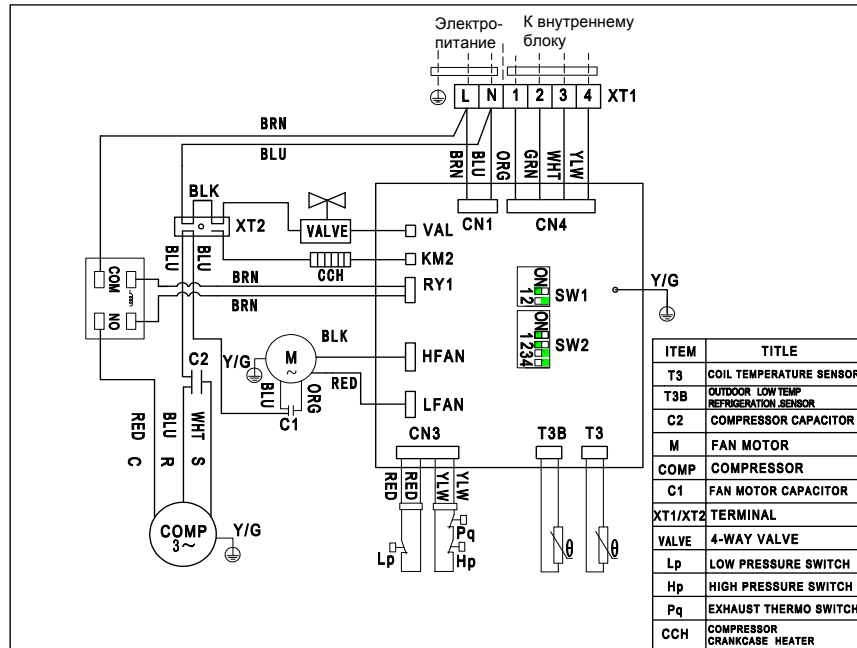 Электро-
питание
К внутреннему
блоку
L N 1 2 3 4 XT1
BRN
BLU
BRN
BLU
ORG
GRN
WHT
YLW
BLK
XT2
VALVE
VAL
CN1
CN4
BLU
BLU
CCH
KM2
COM
NO
BRN
BRN
RY1
ON
12
SW1
ON
1234
SW2
Y/G
BLK
HFAN
M
~
Y/G
RED
LFAN
BLU
ORG
C1
C2
RED C
BLU R
WHT S
COMP
3~
Y/G
CN3
RED
RED
YLW
YLW
Lp
Pq
Hp
T3B
T3
θ
θ
ITEM TITLE
T3 COIL TEMPERATURE SENSOR
T3B OUTDOOR LOW TEMP
REFRIGERATION .SENSOR
C2 COMPRESSOR CAPACITOR
M FAN MOTOR
COMP COMPRESSOR
C1 FAN MOTOR CAPACITOR
XT1/XT2 TERMINAL
VALVE 4-WAY VALVE
Lp LOW PRESSURE SWITCH
Hp HIGH PRESSURE SWITCH
Pq EXHAUST THERMO SWITCH
CCH COMPRESSOR
CRANKCASE HEATER